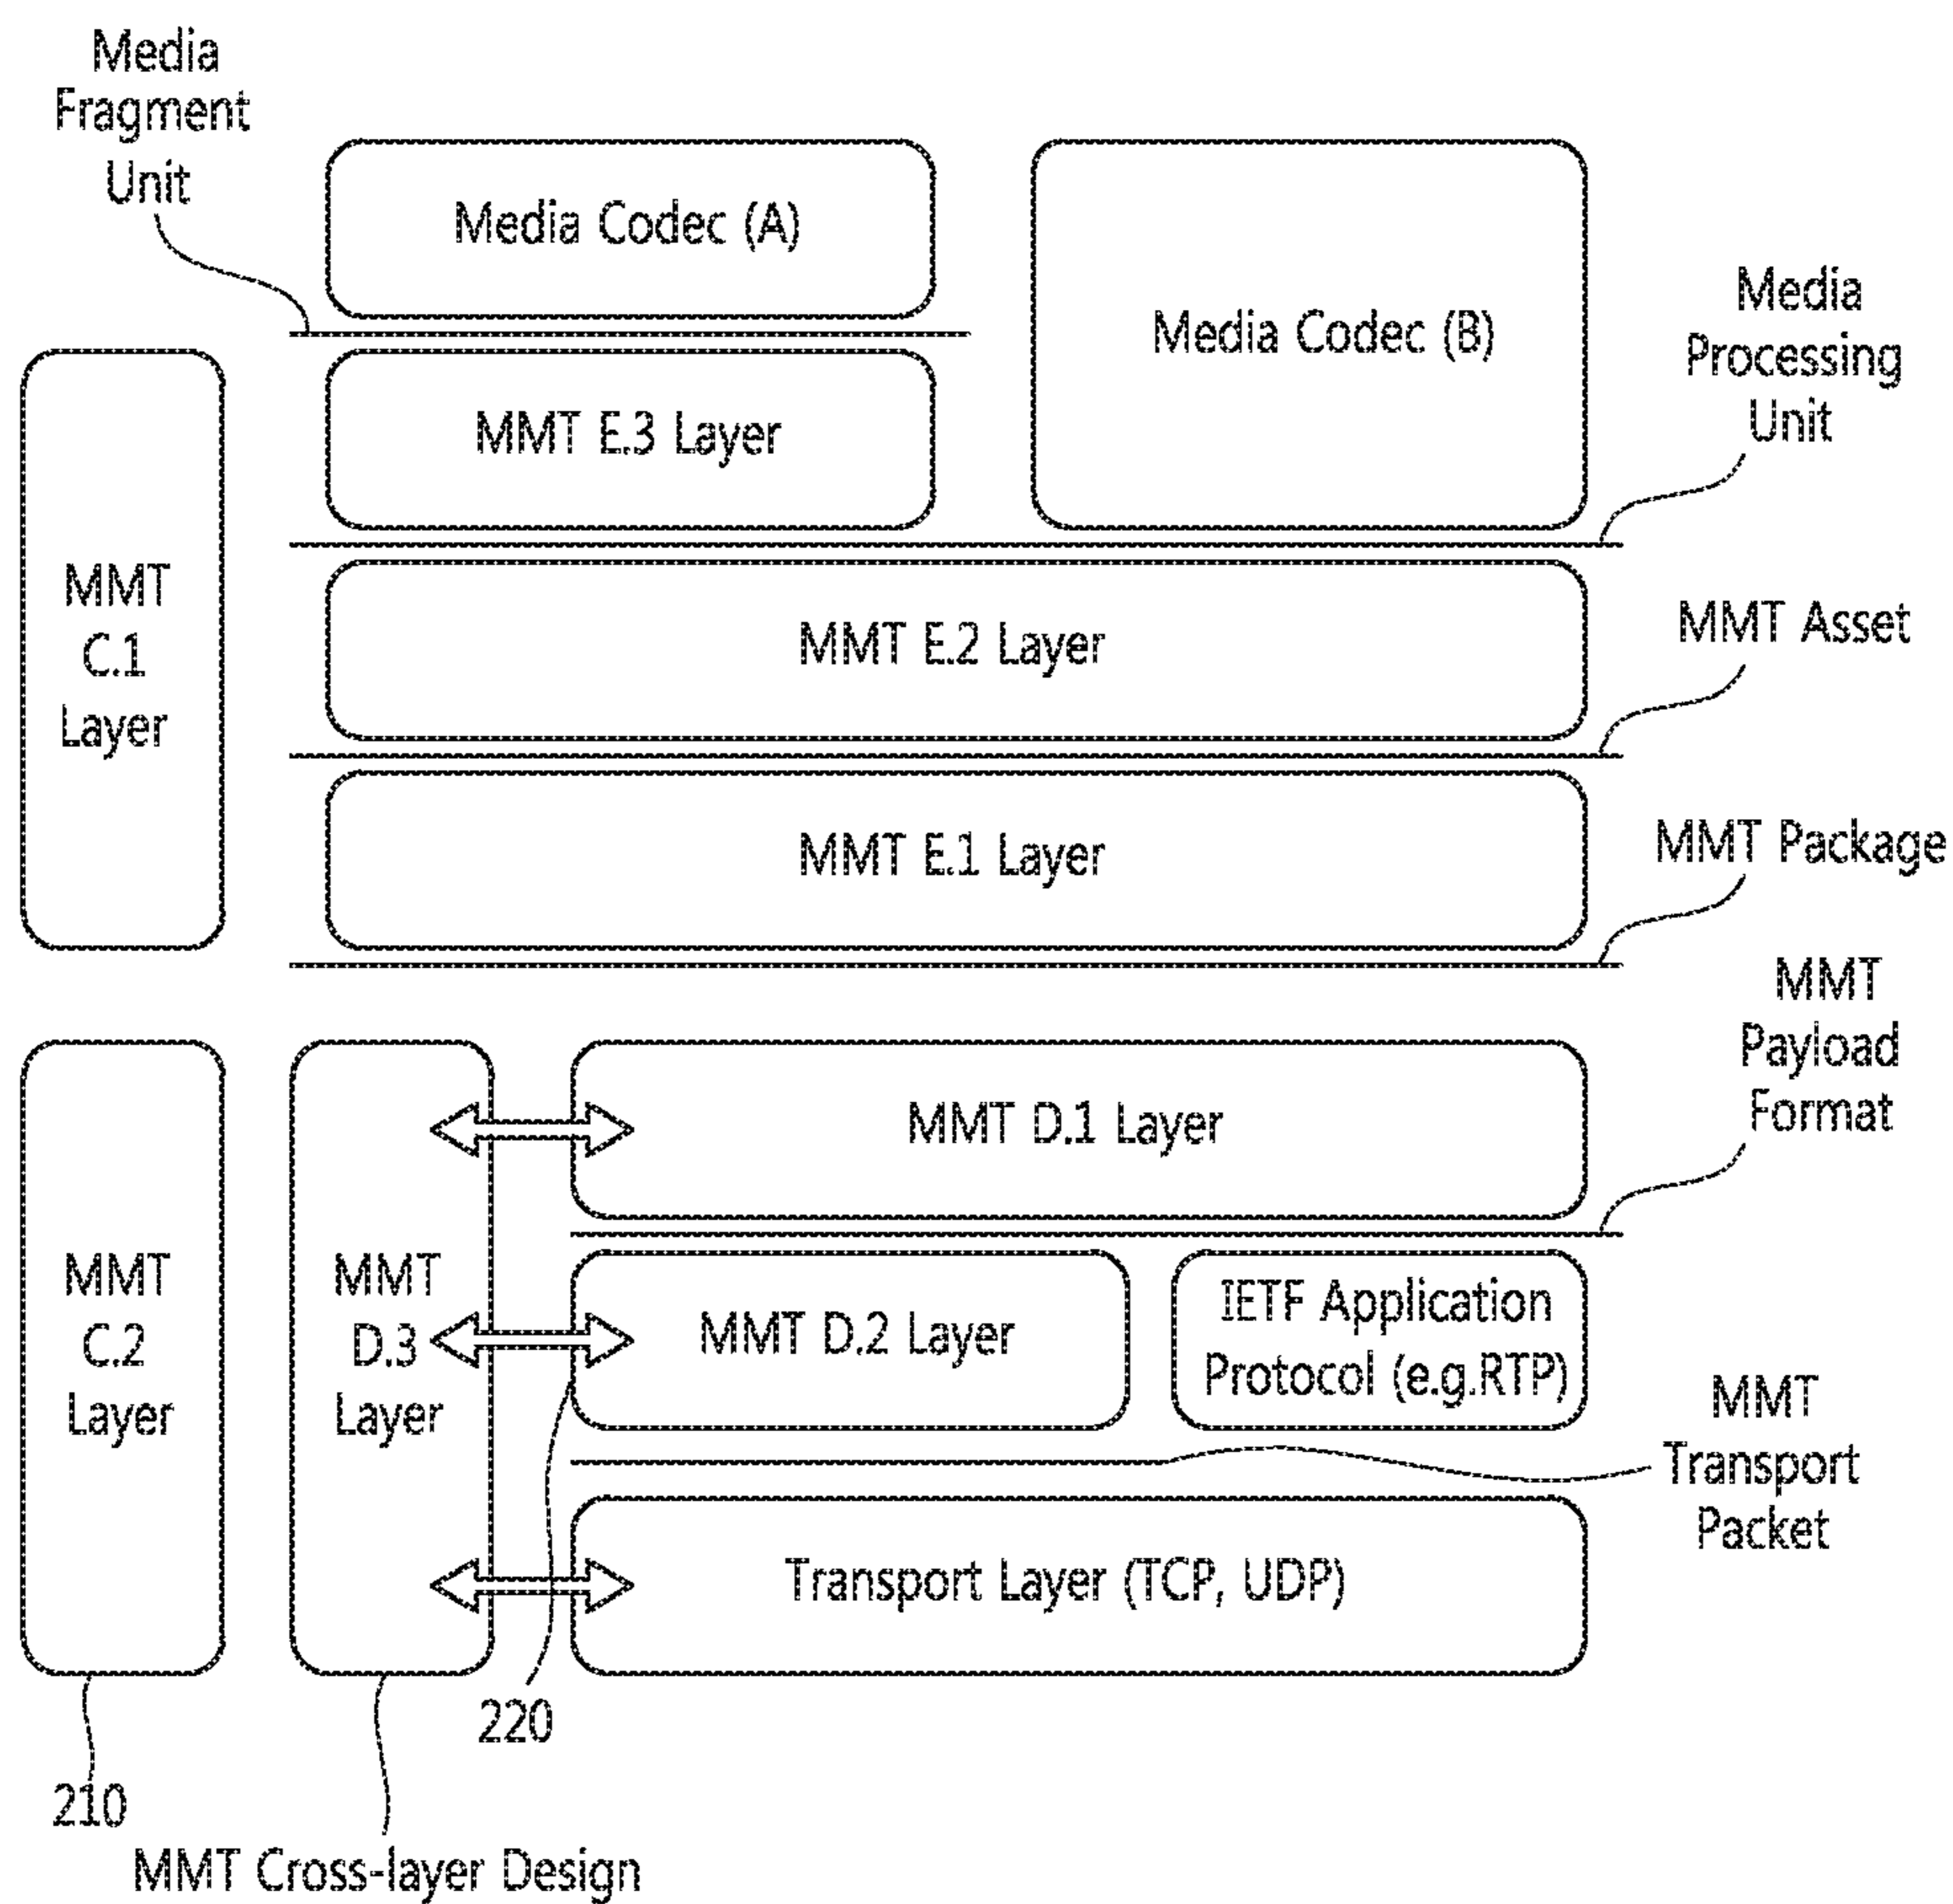 Media
Fragment
Unit
Media Codec (A)
Media Codec (B)
Media
Processing
Unit
MMT E.3 Layer
MMT
C.1
Layer
MMT E.2 Layer
MMT Asset
MMT E.1 Layer
MMT Package
MMT
Payload
Format
MMT D.1 Layer
MMT
C.2
Layer
MMT
D.3
Layer
MMT D.2 Layer
IETF Application
Protocol (e.g.RTP)
MMT
Transport
Packet
Transport Layer (TCP, UDP)
220
210
MMT Cross-layer Design